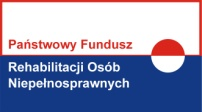 Państwowy Fundusz
Rehabilitacji Osób
Niepełnosprawnych